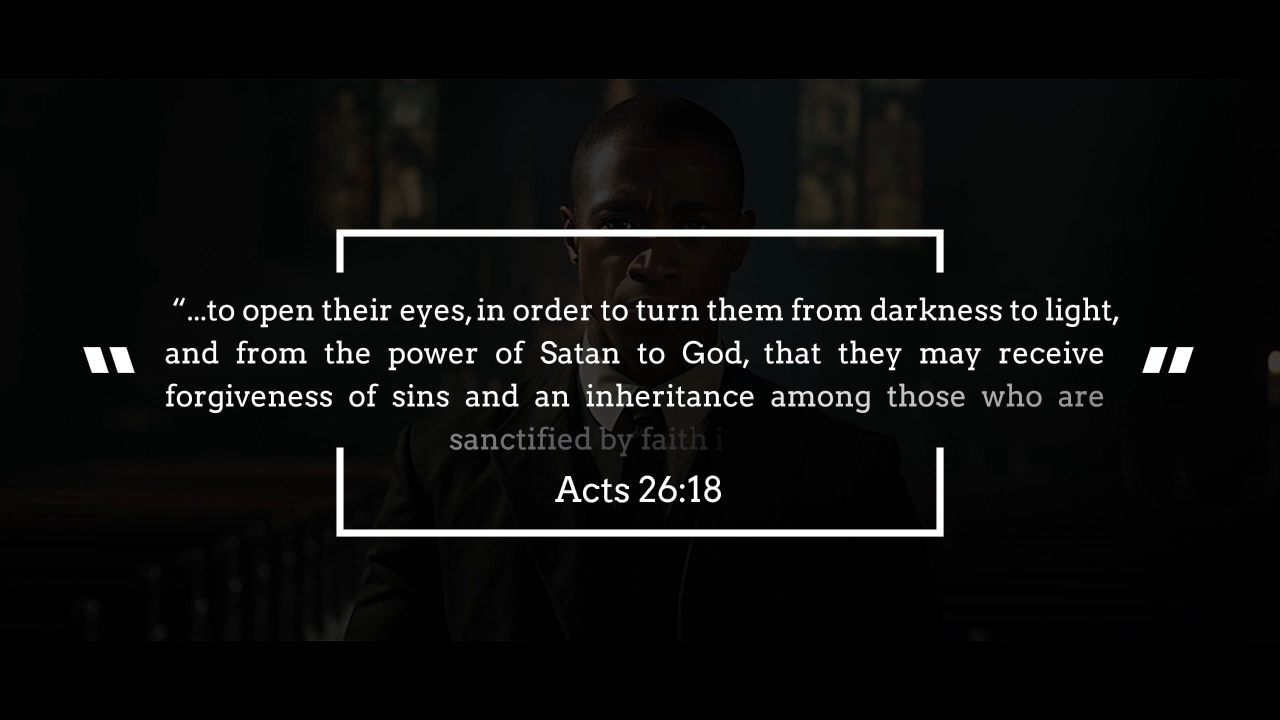 “...to open their eyes, in order to turn them from darkness to light,
and from the power of Satan to God, that they may receive
forgiveness of sins and an inheritance among those who are
sanctified by faith i
Acts 26:18